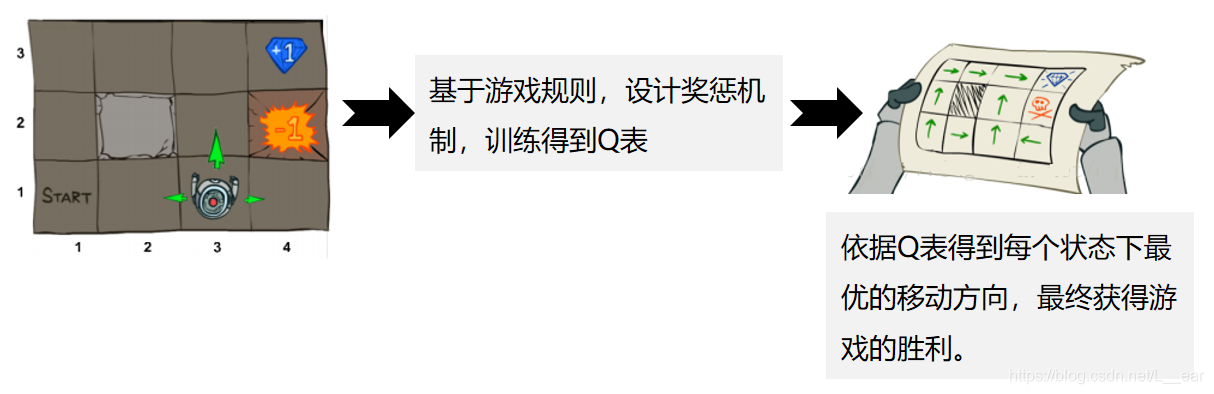 3
+1
2
-1
1
START
1
2
3
4
基于游戏规则，设计奖惩机
制，训练得到Q表
依据Q表得到每个状态下最
优的移动方向，最终获得游
戏的胜利。
https://blog.csdn.net/L__ear